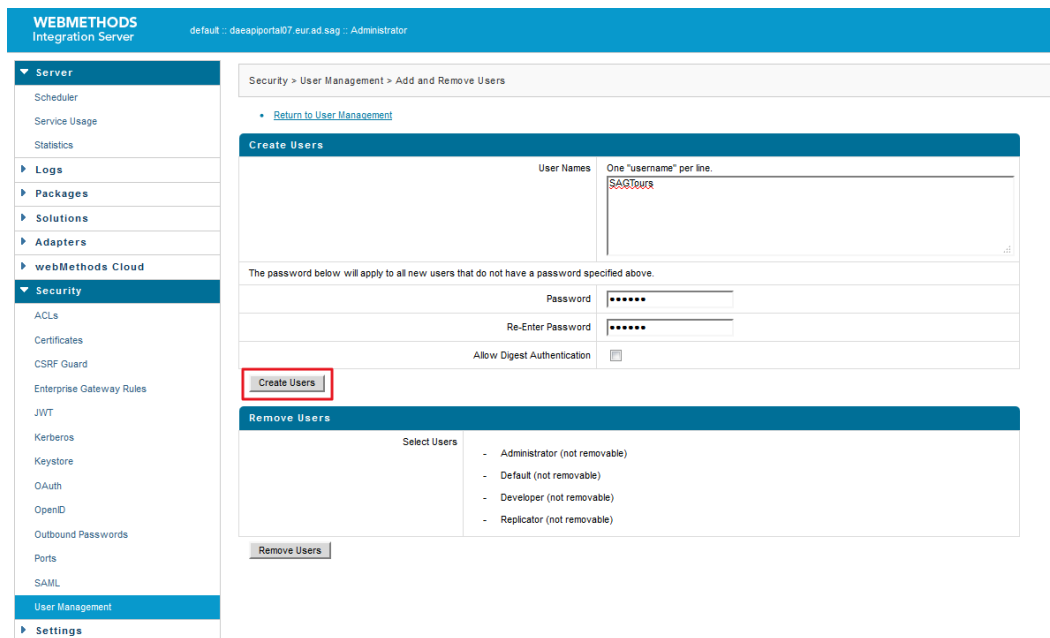 WEBMETHODS
Integration Server
default :: daeapiportal07.eur.ad.sag :: Administrator
Server
Scheduler
Service Usage
Statistics
Logs
Packages
Solutions
Adapters
webMethods Cloud
Security
ACLs
Certificates
CSRF Guard
Enterprise Gateway Rules
JWT
Kerberos
Keystore
OAuth
OpenID
Outbound Passwords
Ports
SAML
User Management
Settings
Security > User Management > Add and Remove Users
Return to User Management
Create Users
User Names
One "username" per line.
SAGTours
The password below will apply to all new users that do not have a password specified above.
Password
••••••
Re-Enter Password
••••••
Allow Digest Authentication
Create Users
Remove Users
Select Users
- Administrator (not removable)
- Default (not removable)
- Developer (not removable)
- Replicator (not removable)
Remove Users